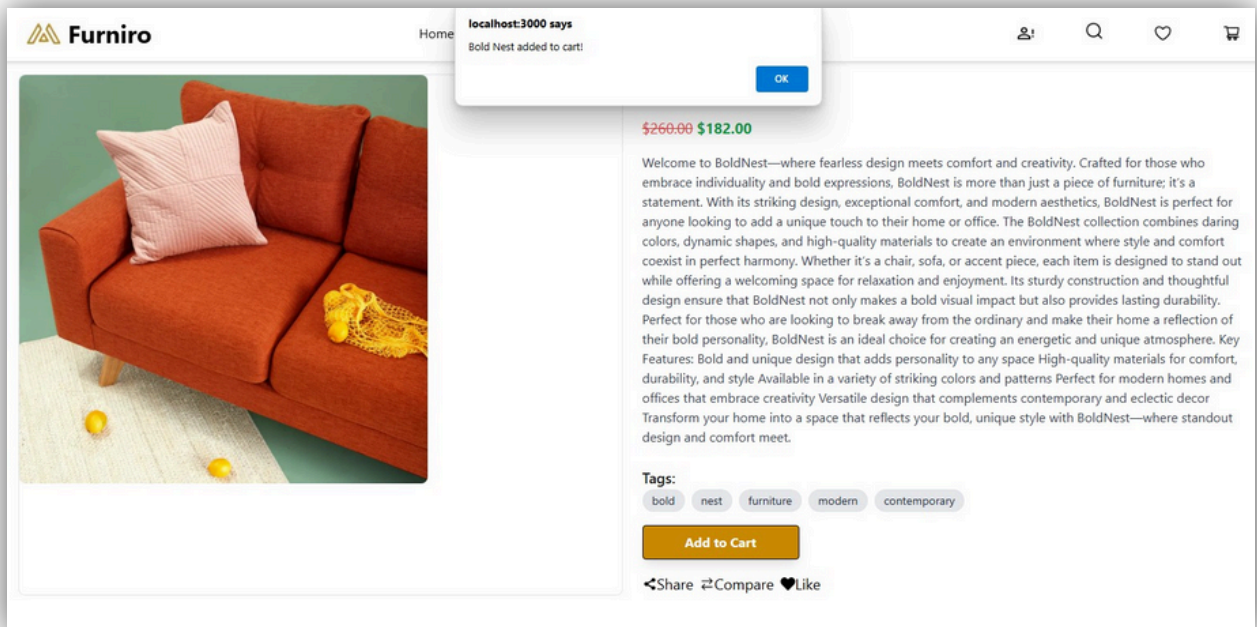 Furniro
Home
localhost:3000 says
Bold Nest added to cart!
OK
$260.00 $182.00
Welcome to BoldNest—where fearless design meets comfort and creativity. Crafted for those who
embrace individuality and bold expressions, BoldNest is more than just a piece of furniture; it's a
statement. With its striking design, exceptional comfort, and modern aesthetics, BoldNest is perfect for
anyone looking to add a unique touch to their home or office. The BoldNest collection combines daring
colors, dynamic shapes, and high-quality materials to create an environment where style and comfort
coexist in perfect harmony. Whether it's a chair, sofa, or accent piece, each item is designed to stand out
while offering a welcoming space for relaxation and enjoyment. Its sturdy construction and thoughtful
design ensure that BoldNest not only makes a bold visual impact but also provides lasting durability.
Perfect for those who are looking to break away from the ordinary and make their home a reflection of
their bold personality, BoldNest is an ideal choice for creating an energetic and unique atmosphere. Key
Features: Bold and unique design that adds personality to any space High-quality materials for comfort,
durability, and style Available in a variety of striking colors and patterns Perfect for modern homes and
offices that embrace creativity Versatile design that complements contemporary and eclectic decor
Transform your home into a space that reflects your bold, unique style with BoldNest—where standout
design and comfort meet.
Tags:
bold nest furniture modern contemporary
Add to Cart
Share Compare Like